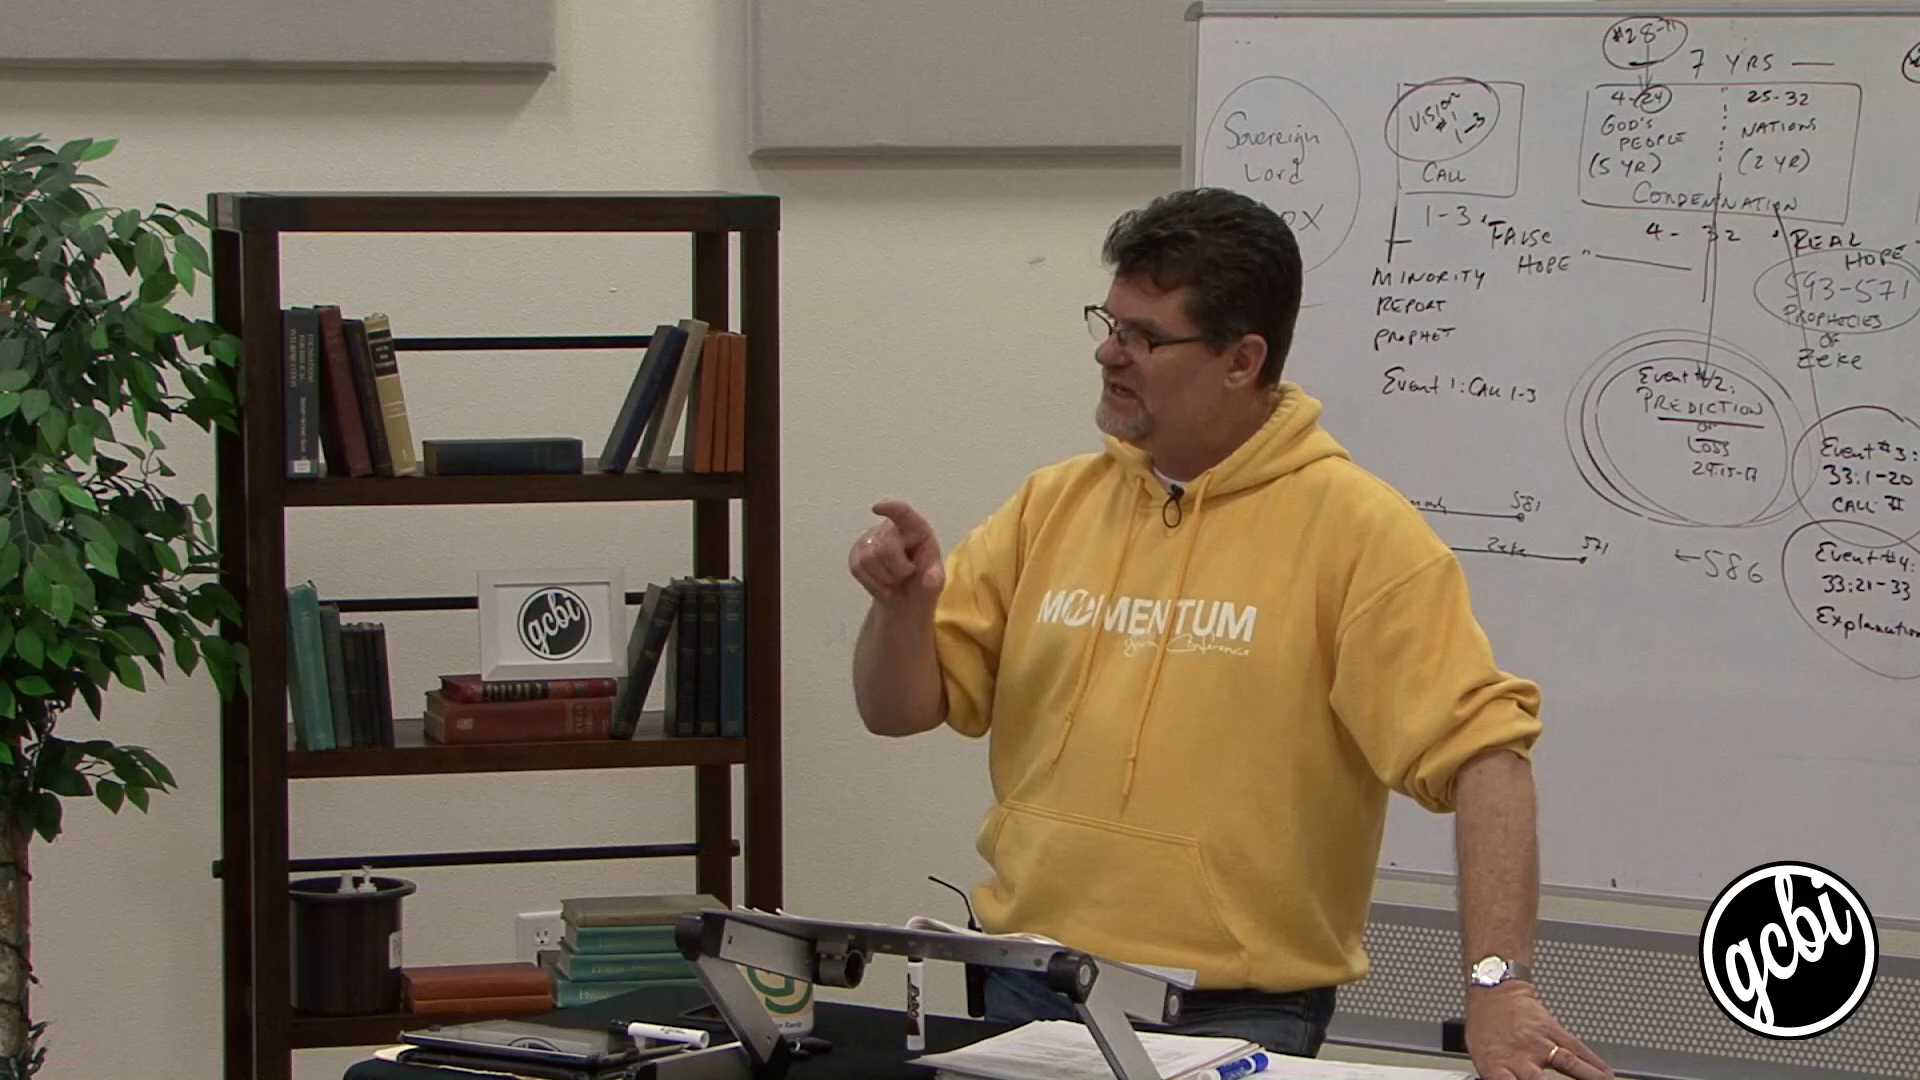 Sovereign
Lord
VISION
#1
1-3
CALL
1-3
MINORITY
REPORT
PROPHET
Event 1: CALL 1-3
7 YRS
4-24
GOD'S
PEOPLE
(5 YR)
25-32
NATIONS
(2 YR)
CONDEMNATION
4-32
"FALSE
HOPE"
REAL
HOPE
593-571
PROPHECIES
OF
ZEKE
Event #2:
PREDICTION
OF
LOSS
Event #3:
33:1-20
CALL II
Event #4:
33:21-33
Explanation
581
Zeke
571
←586
MOMENTUM
Conference
gcbi
gcbi